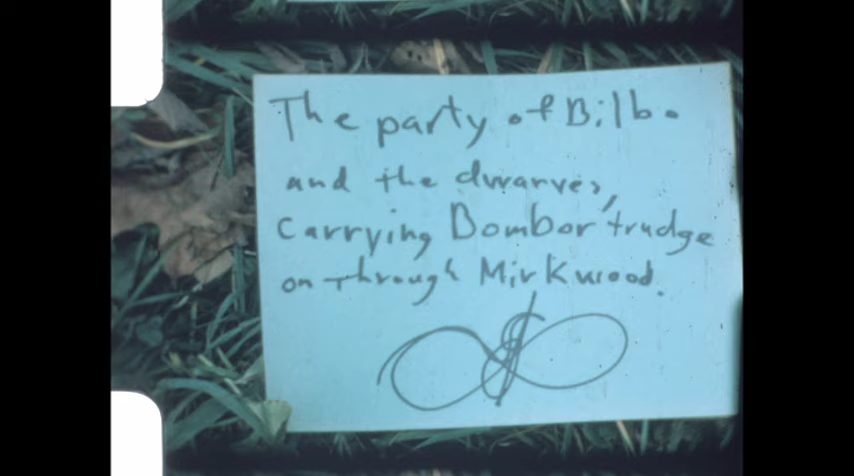 The party of Bilbo
and the dwarves,
carrying Bombor trudge
on through Mirkwood.